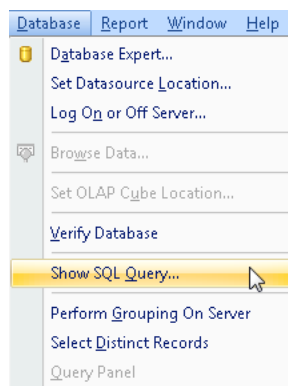 Database Report Window Help
Database Expert...
Set Datasource Location...
Log On or Off Server...
Browse Data...
Set OLAP Cube Location...
Verify Database
Show SQL Query...
Perform Grouping On Server
Select Distinct Records
Query Panel